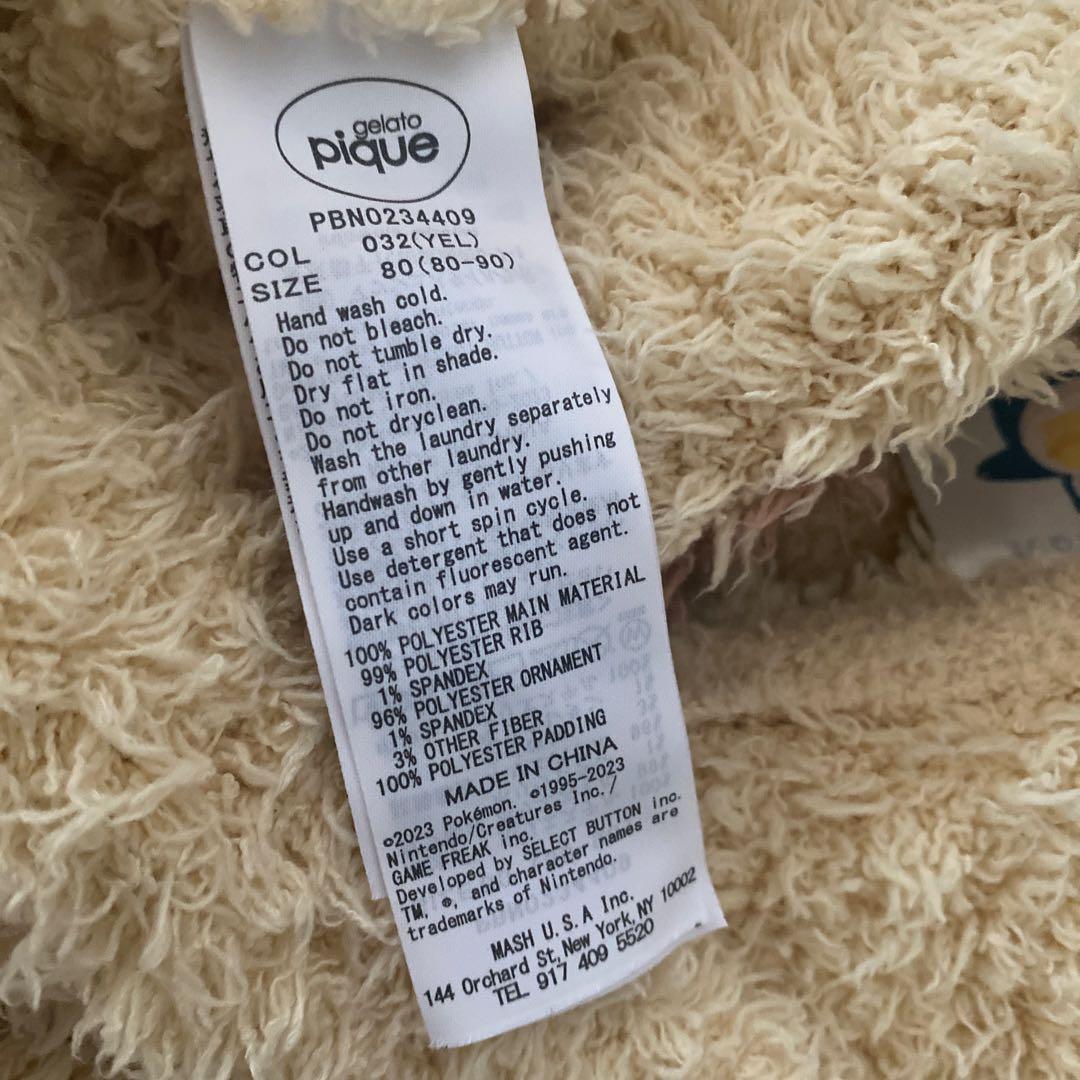 gelato
pique
PBNO234409
COL 032(YEL)
SIZE 80(80-90)
Hand wash cold.
Do not bleach.
Do not tumble dry.
Dry flat in shade.
Do not iron.
Do not dryclean.
Wash the laundry separately
from other laundry.
Handwash by gently pushing
up and down in water.
Use a short spin cycle.
Use detergent that does not
contain fluorescent agent.
Dark colors may run.
100% POLYESTER MAIN MATERIAL
99% POLYESTER RIB
1% SPANDEX
96% POLYESTER ORNAMENT
1% SPANDEX
3% OTHER FIBER
100% POLYESTER PADDING
MADE IN CHINA
©2023 Pokémon. ©1995-2023
Nintendo/Creatures Inc./
GAME FREAK inc.
Developed by SELECT BUTTON inc.
TM, ®, and character names are
trademarks of Nintendo.
MASH U.S.A Inc.
144 Orchard St, New York, NY 10002
TEL 917 409 5520